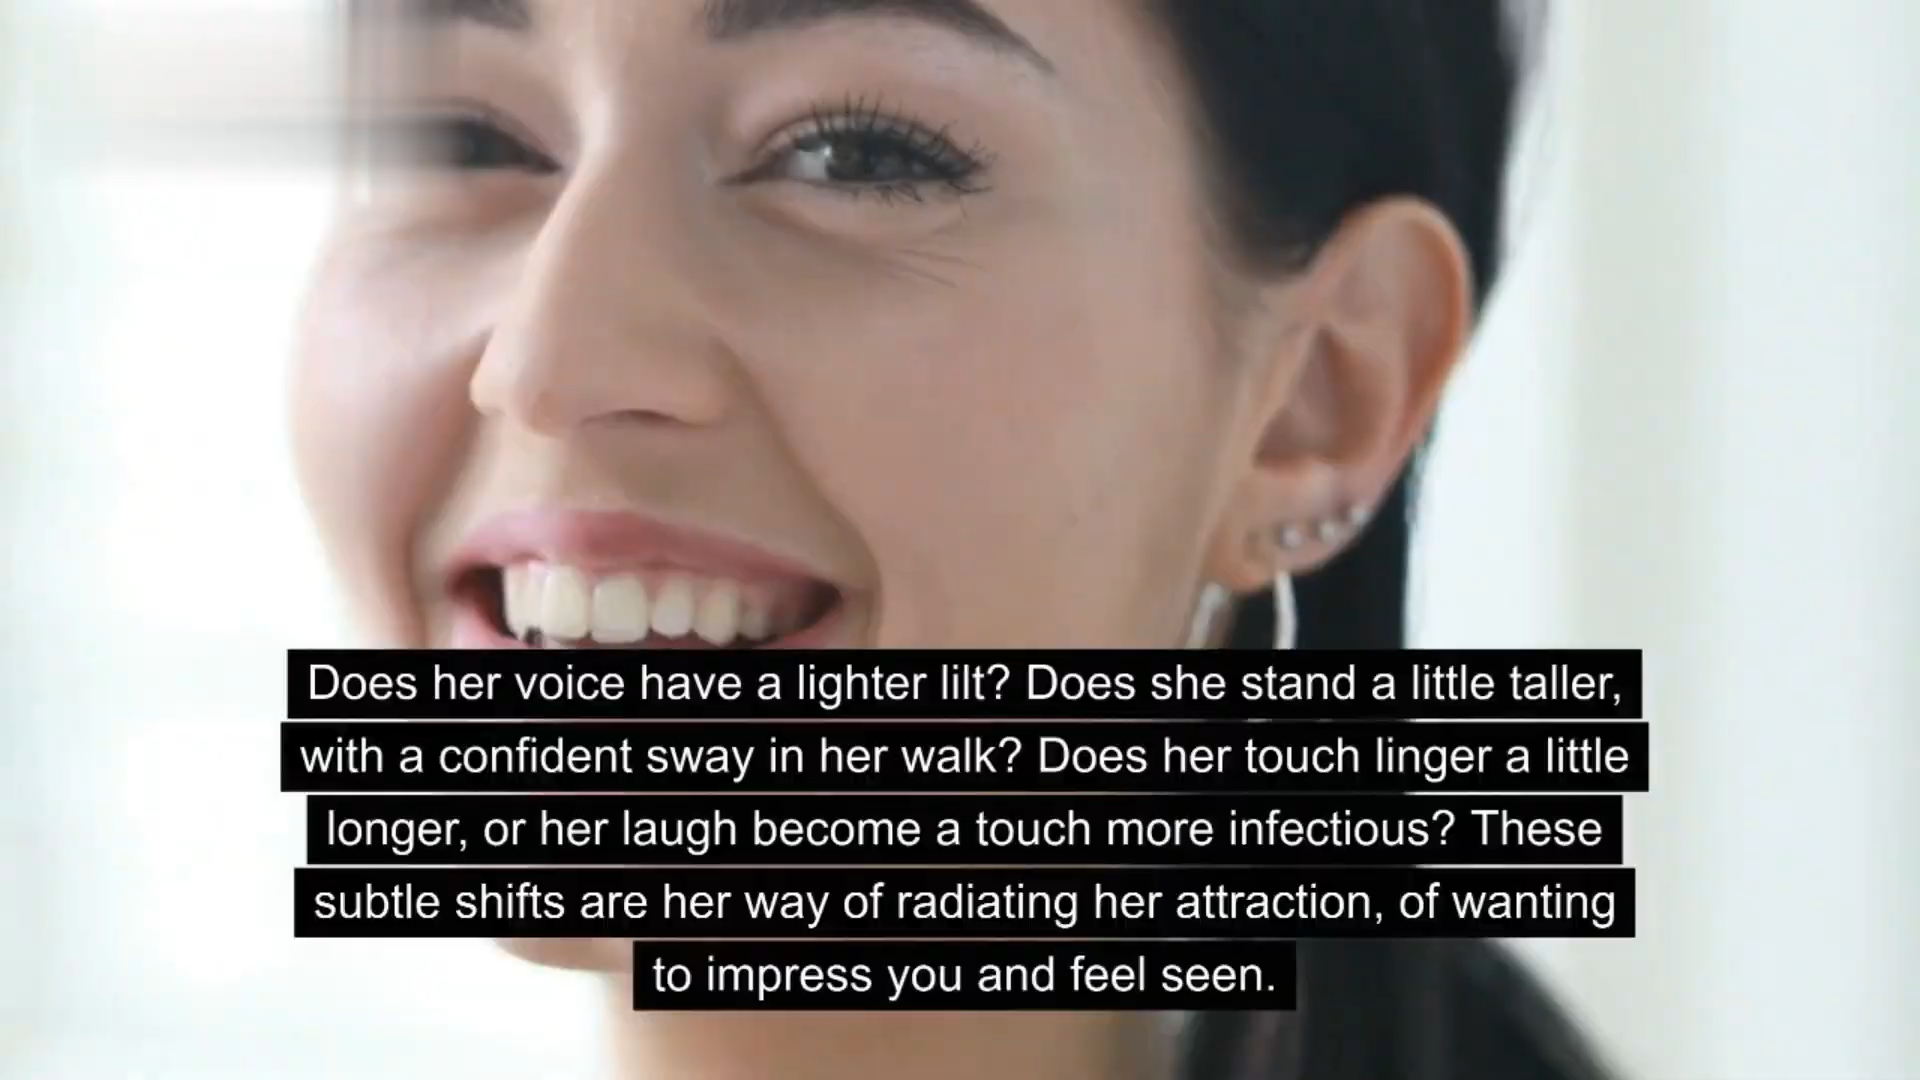 Does her voice have a lighter lilt? Does she stand a little taller,
with a confident sway in her walk? Does her touch linger a little
longer, or her laugh become a touch more infectious? These
subtle shifts are her way of radiating her attraction, of wanting
to impress you and feel seen.